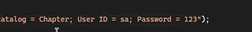 atalog = Chapter; User ID = sa; Password = 123");